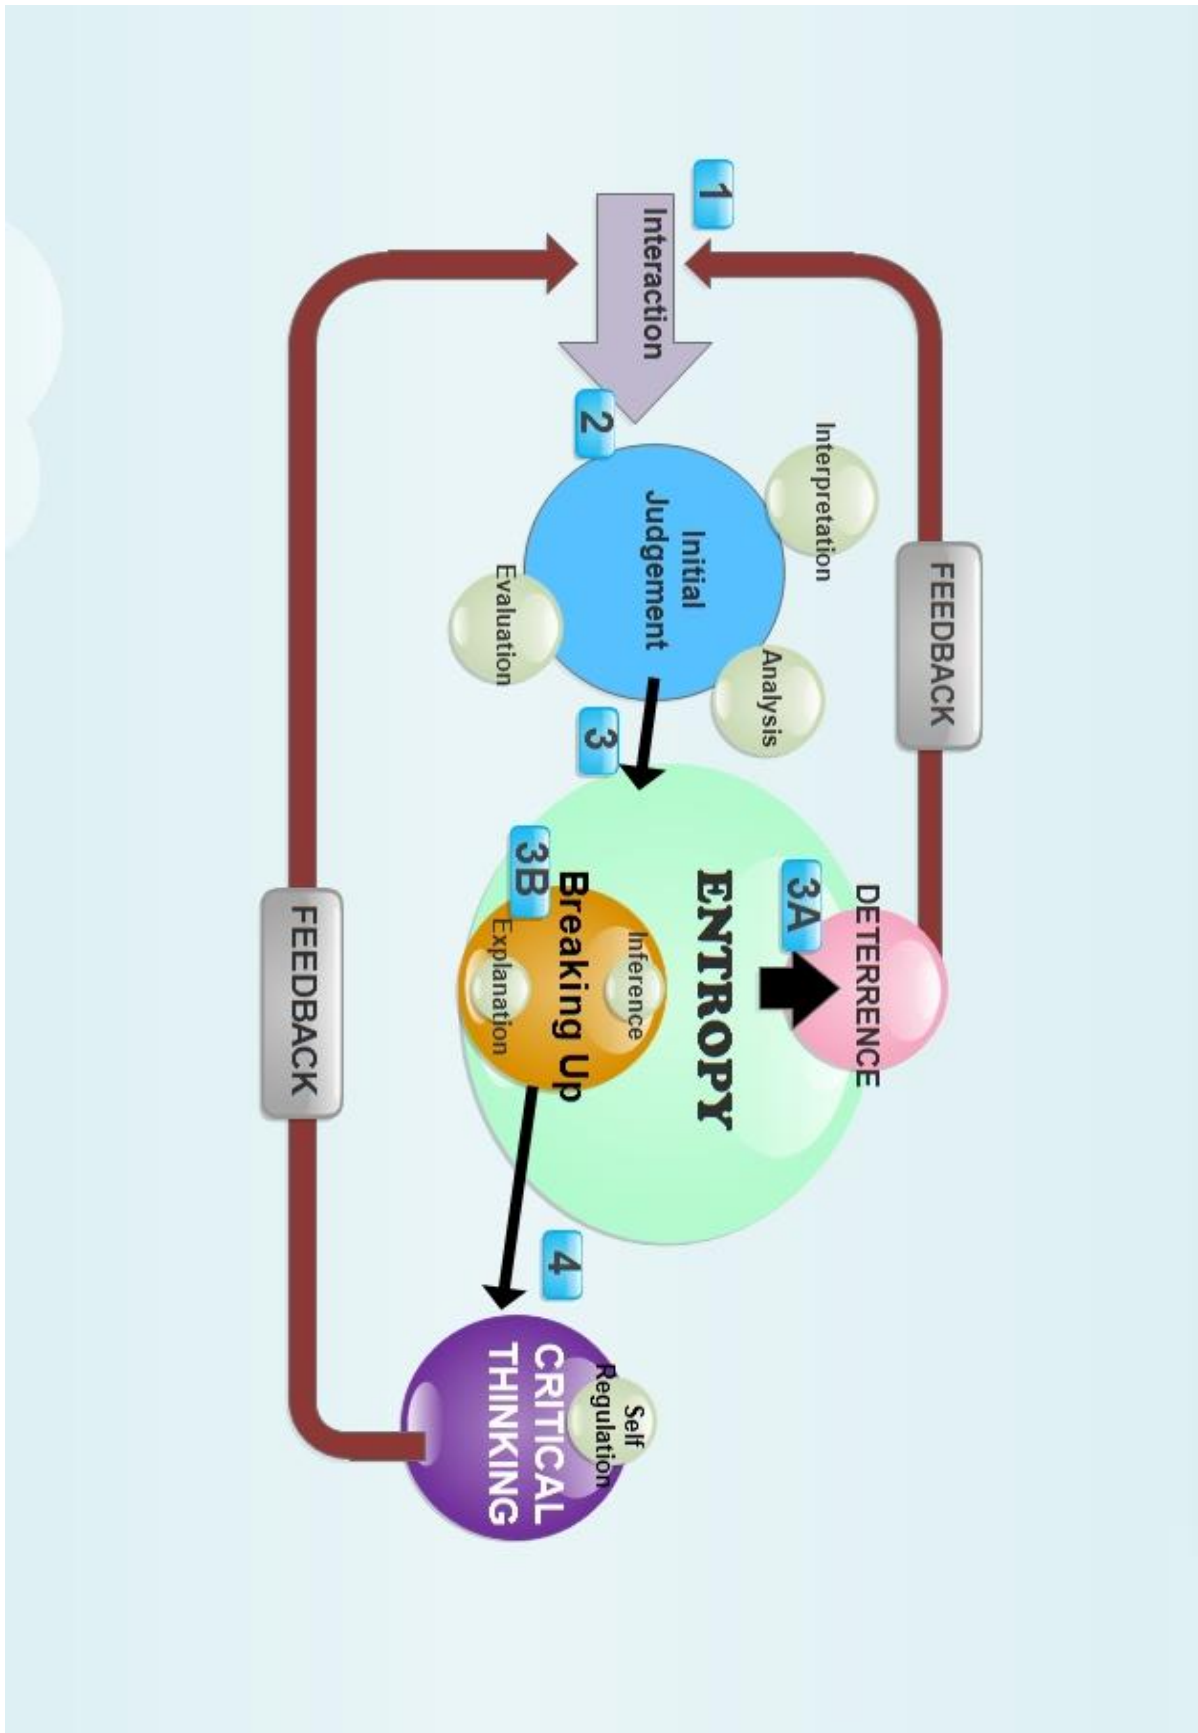 1
Interaction
FEEDBACK
Interpretation
2
Initial
Judgement
Analysis
Evaluation
3
ENTROPY
3A
DETERRENCE
3B
Breaking Up
Inference
Explanation
4
CRITICAL
THINKING
Self
Regulation
FEEDBACK